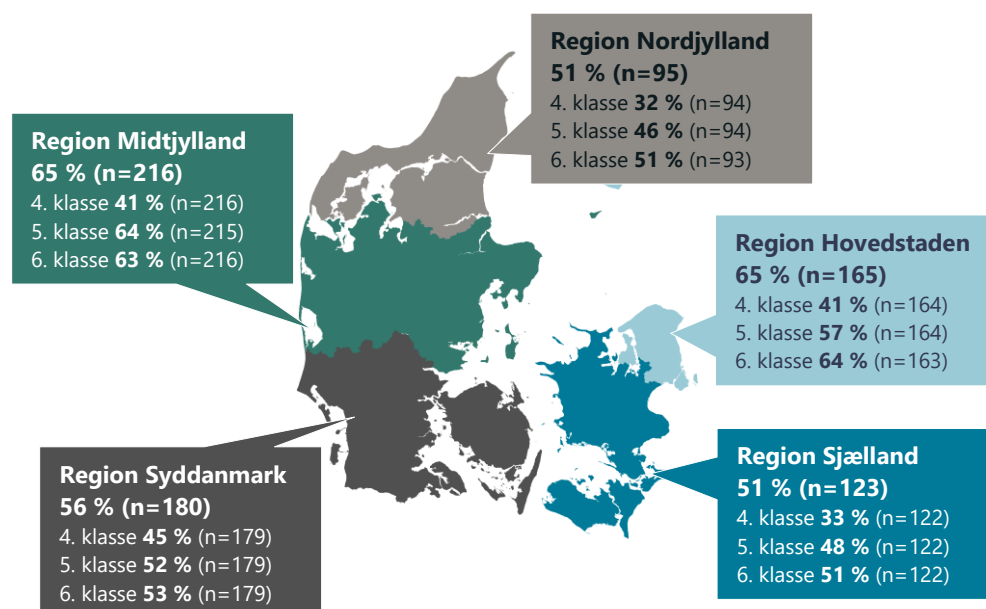 Region Nordjylland
51 % (n=95)
4. klasse 32 % (n=94)
5. klasse 46 % (n=94)
6. klasse 51 % (n=93)
Region Midtjylland
65 % (n=216)
4. klasse 41 % (n=216)
5. klasse 64 % (n=215)
6. klasse 63 % (n=216)
Region Hovedstaden
65 % (n=165)
4. klasse 41 % (n=164)
5. klasse 57 % (n=164)
6. klasse 64 % (n=163)
Region Syddanmark
56 % (n=180)
4. klasse 45 % (n=179)
5. klasse 52 % (n=179)
6. klasse 53 % (n=179)
Region Sjælland
51 % (n=123)
4. klasse 33 % (n=122)
5. klasse 48 % (n=122)
6. klasse 51 % (n=122)